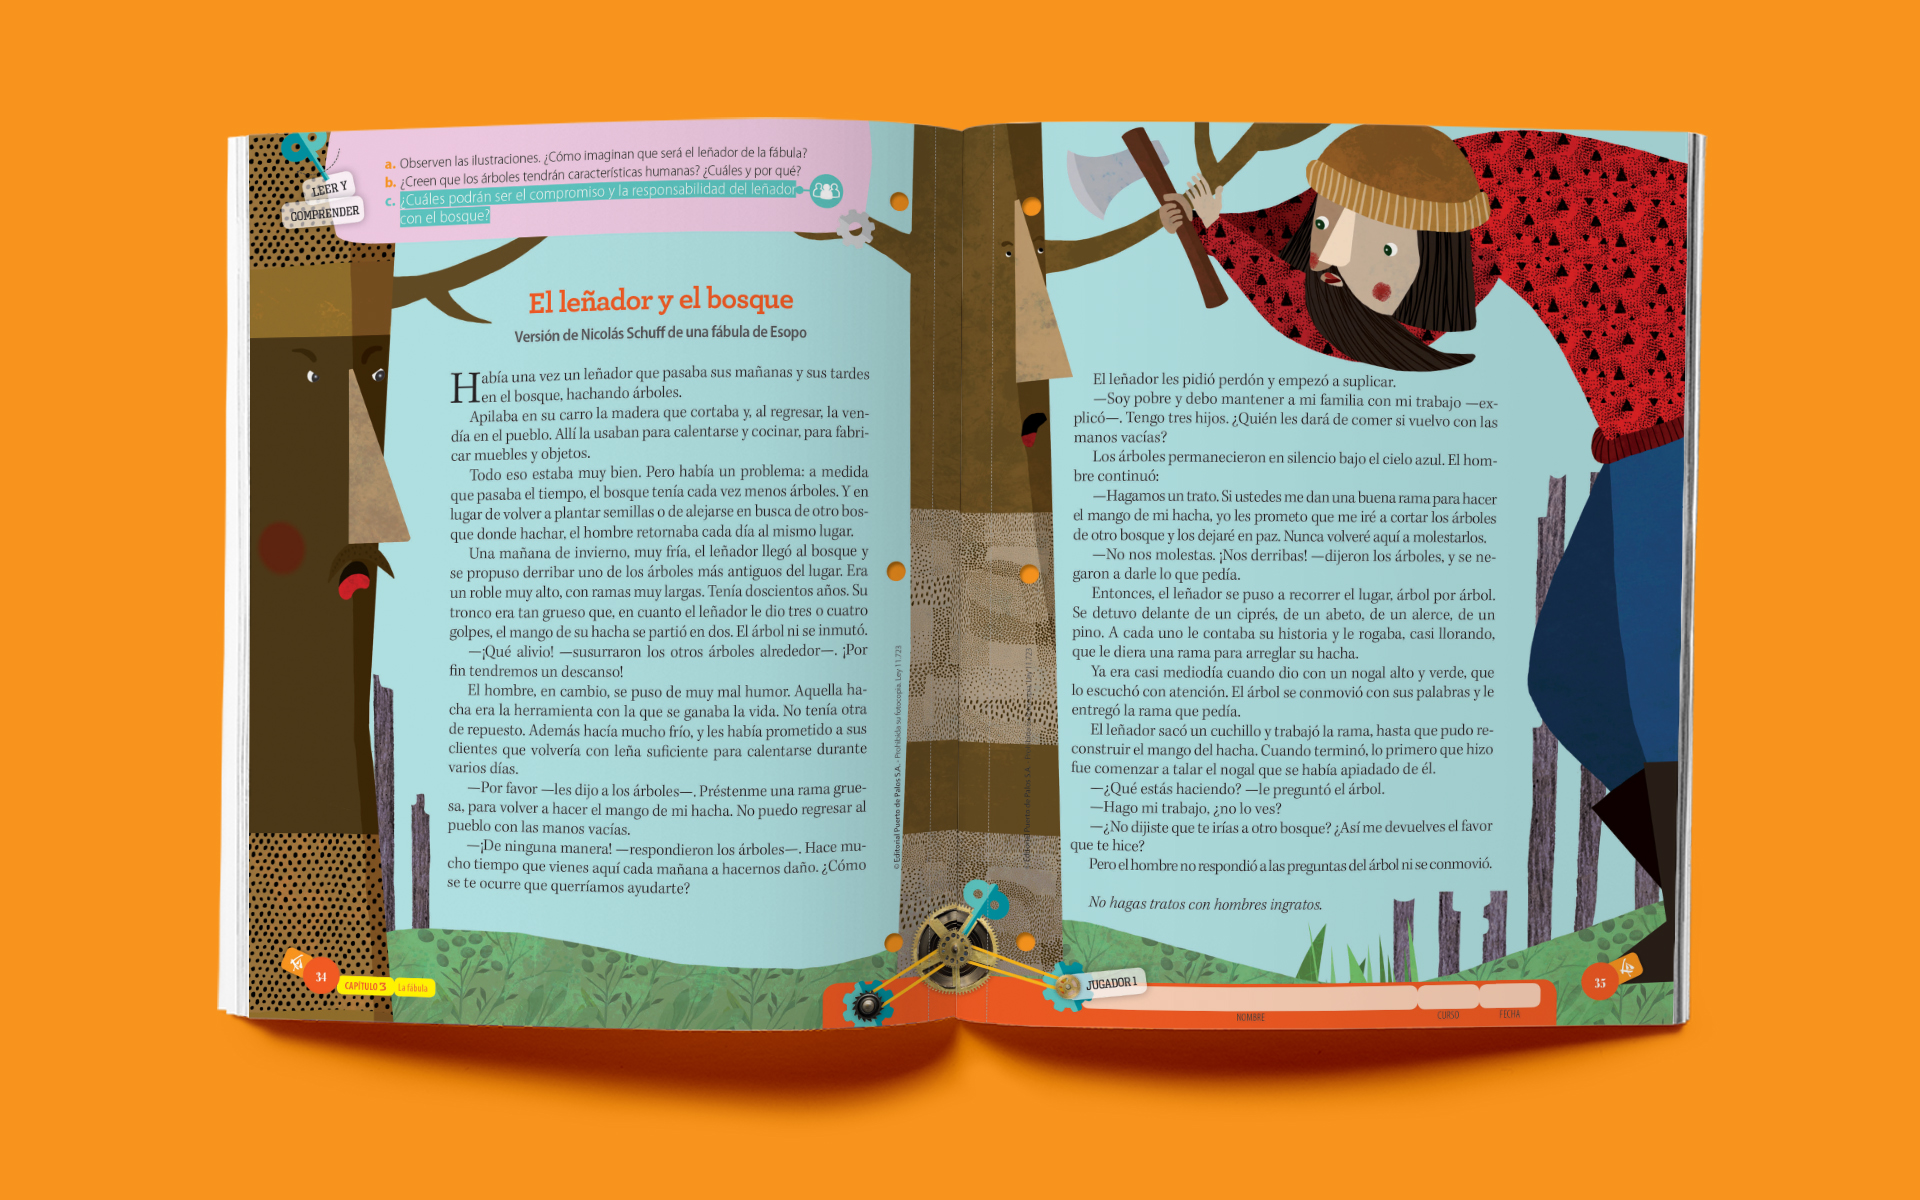 LEER Y
COMPRENDER
a. Observen las ilustraciones. ¿Cómo imaginan que será el leñador de la fábula?
b. ¿Creen que los árboles tendrán características humanas? ¿Cuáles y por qué?
c. ¿Cuáles podrán ser el compromiso y la responsabilidad del leñador
con el bosque?
El leñador y el bosque
Versión de Nicolás Schuff de una fábula de Esopo
Había una vez un leñador que pasaba sus mañanas y sus tardes
en el bosque, hachando árboles.
Apilaba en su carro la madera que cortaba y, al regresar, la ven-
día en el pueblo. Allí la usaban para calentarse y cocinar, para fabri-
car muebles y objetos.
Todo eso estaba muy bien. Pero había un problema: a medida
que pasaba el tiempo, el bosque tenía cada vez menos árboles. Y en
lugar de volver a plantar semillas o de alejarse en busca de otro bos-
que donde hachar, el hombre retornaba cada día al mismo lugar.
Una mañana de invierno, muy fría, el leñador llegó al bosque y
se propuso derribar uno de los árboles más antiguos del lugar. Era
un roble muy alto, con ramas muy largas. Tenía doscientos años. Su
tronco era tan grueso que, en cuanto el leñador le dio tres o cuatro
golpes, el mango de su hacha se partió en dos. El árbol ni se inmutó.
—¡Qué alivio! —susurraron los otros árboles alrededor—. ¡Por
fin tendremos un descanso!
El hombre, en cambio, se puso de muy mal humor. Aquella ha-
cha era la herramienta con la que se ganaba la vida. No tenía otra
de repuesto. Además hacía mucho frío, y les había prometido a sus
clientes que volvería con leña suficiente para calentarse durante
varios días.
—Por favor —les dijo a los árboles—. Préstenme una rama grue-
sa, para volver a hacer el mango de mi hacha. No puedo regresar al
pueblo con las manos vacías.
—¡De ninguna manera! —respondieron los árboles—. Hace mu-
cho tiempo que vienes aquí cada mañana a hacernos daño. ¿Cómo
se te ocurre que querríamos ayudarte?
© Editorial Puerto de Palos S.A. - Prohibida su fotocopia. Ley 11.723
34
CAPÍTULO 3
La fábula
El leñador les pidió perdón y empezó a suplicar.
—Soy pobre y debo mantener a mi familia con mi trabajo —ex-
plicó—. Tengo tres hijos. ¿Quién les dará de comer si vuelvo con las
manos vacías?
Los árboles permanecieron en silencio bajo el cielo azul. El hom-
bre continuó:
—Hagamos un trato. Si ustedes me dan una buena rama para hacer
el mango de mi hacha, yo les prometo que me iré a cortar los árboles
de otro bosque y los dejaré en paz. Nunca volveré aquí a molestarlos.
—No nos molestas. ¡Nos derribas! —dijeron los árboles, y se ne-
garon a darle lo que pedía.
Entonces, el leñador se puso a recorrer el lugar, árbol por árbol.
Se detuvo delante de un ciprés, de un abeto, de un alerce, de un
pino. A cada uno le contaba su historia y le rogaba, casi llorando,
que le diera una rama para arreglar su hacha.
Ya era casi mediodía cuando dio con un nogal alto y verde, que
lo escuchó con atención. El árbol se conmovió con sus palabras y le
entregó la rama que pedía.
El leñador sacó un cuchillo y trabajó la rama, hasta que pudo re-
construir el mango del hacha. Cuando terminó, lo primero que hizo
fue comenzar a talar el nogal que se había apiadado de él.
—¿Qué estás haciendo? —le preguntó el árbol.
—Hago mi trabajo, ¿no lo ves?
—¿No dijiste que te irías a otro bosque? ¿Así me devuelves el favor
que te hice?
Pero el hombre no respondió a las preguntas del árbol ni se conmovió.
No hagas tratos con hombres ingratos.
JUGADOR 1
NOMBRE
CURSO
FECHA
35